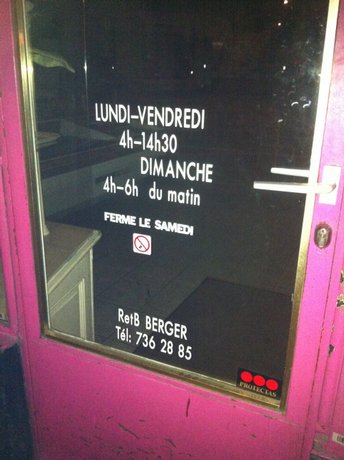 LUNDI–VENDREDI
4h–14h30
DIMANCHE
4h–6h du matin
FERME LE SAMEDI
RetB BERGER
Tél: 736 28 85
PROTECTAS